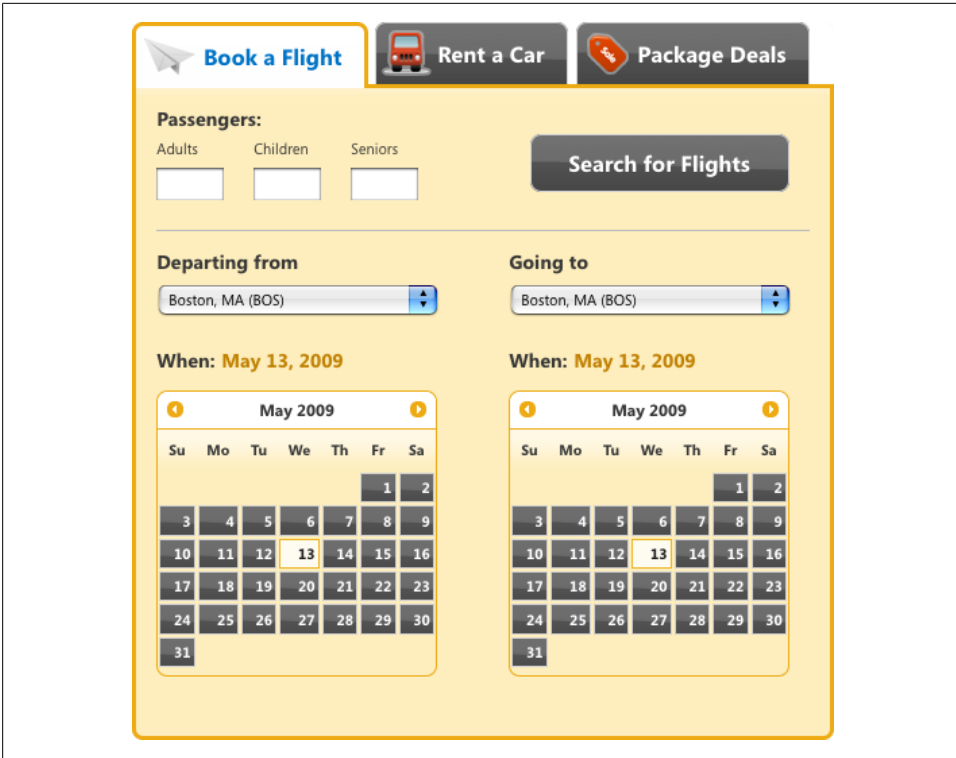 Book a Flight Rent a Car Sale Package Deals
Passengers:
Adults Children Seniors
Search for Flights
Departing from Going to
Boston, MA (BOS) Boston, MA (BOS)
When: May 13, 2009 When: May 13, 2009
May 2009 May 2009
Su Mo Tu We Th Fr Sa Su Mo Tu We Th Fr Sa
1 2 1 2
3 4 5 6 7 8 9 3 4 5 6 7 8 9
10 11 12 13 14 15 16 10 11 12 13 14 15 16
17 18 19 20 21 22 23 17 18 19 20 21 22 23
24 25 26 27 28 29 30 24 25 26 27 28 29 30
31 31